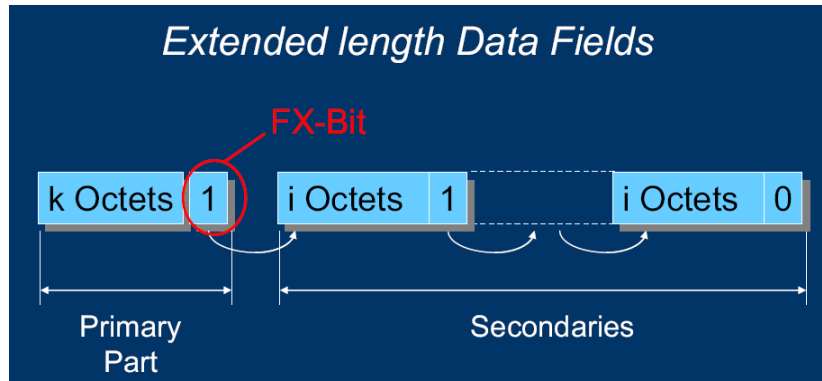 Extended length Data Fields
FX-Bit
k Octets 1 i Octets 1 i Octets 0
Primary Secondaries
Part